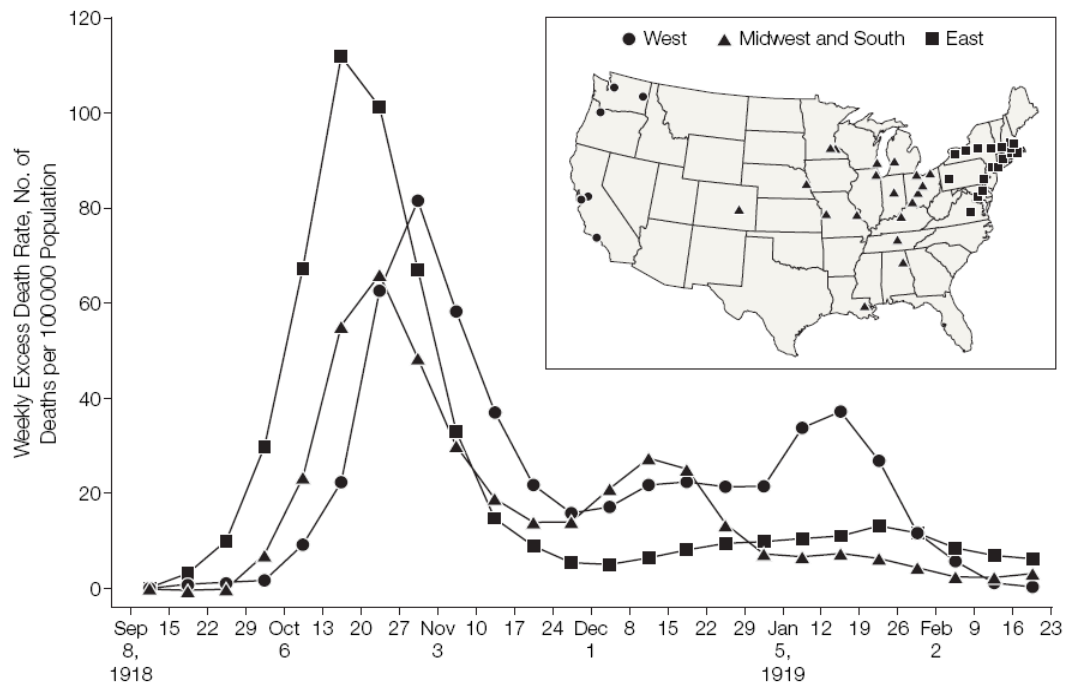 120
100
80
60
40
20
0
Weekly Excess Death Rate, No. of
Deaths per 100 000 Population
West Midwest and South East
Sep 15 22 29 Oct 13 20 27 Nov 10 17 24 Dec 8 15 22 29 Jan 12 19 26 Feb 9 16 23
8, 6 3 1 5, 2
1918 1919